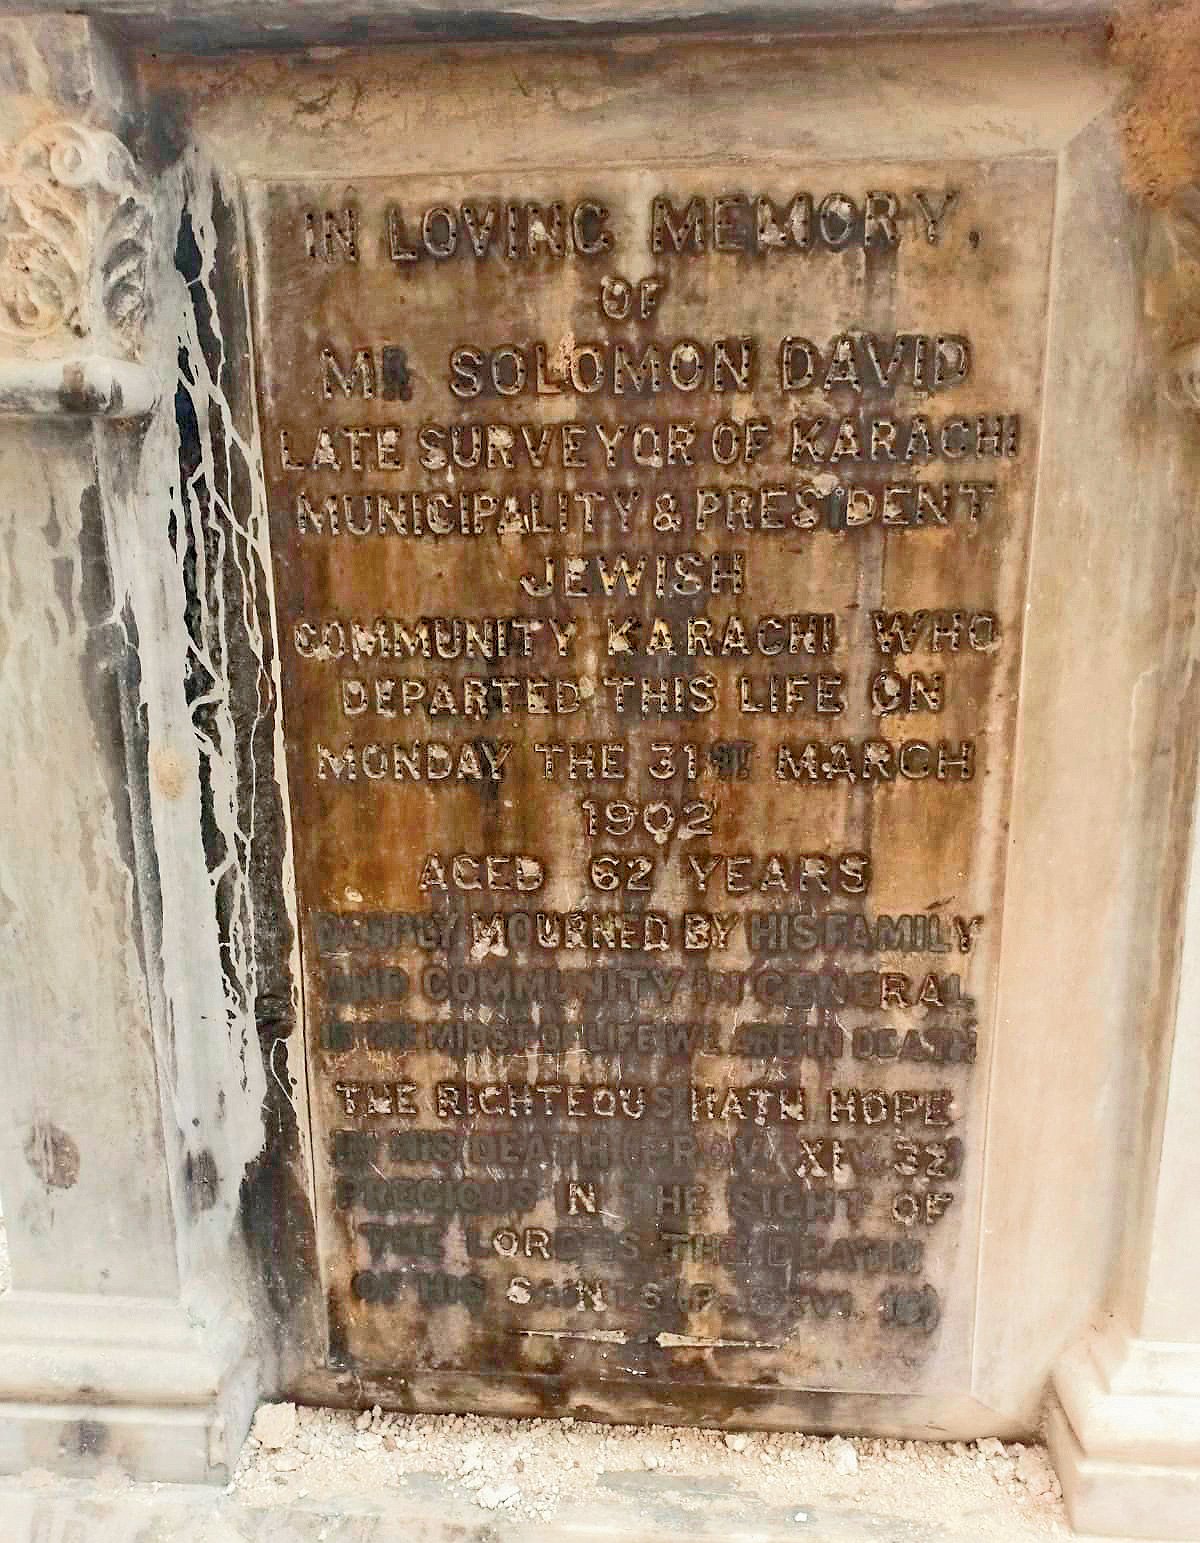 IN LOVING MEMORY,
OF
MR SOLOMON DAVID
LATE SURVEYOR OF KARACHI
MUNICIPALITY & PRESIDENT
JEWISH
COMMUNITY KARACHI WHO
DEPARTED THIS LIFE ON
MONDAY THE 31ST MARCH
1902
AGED 62 YEARS
DEEPLY MOURNED BY HIS FAMILY
AND COMMUNITY IN GENERAL
IN THE MIDST OF LIFE WE ARE IN DEATH
THE RIGHTEOUS HATH HOPE
IN HIS DEATH (PROV. XIV. 32)
PRECIOUS IN THE SIGHT OF
THE LORD IS THE DEATH
OF HIS SAINTS